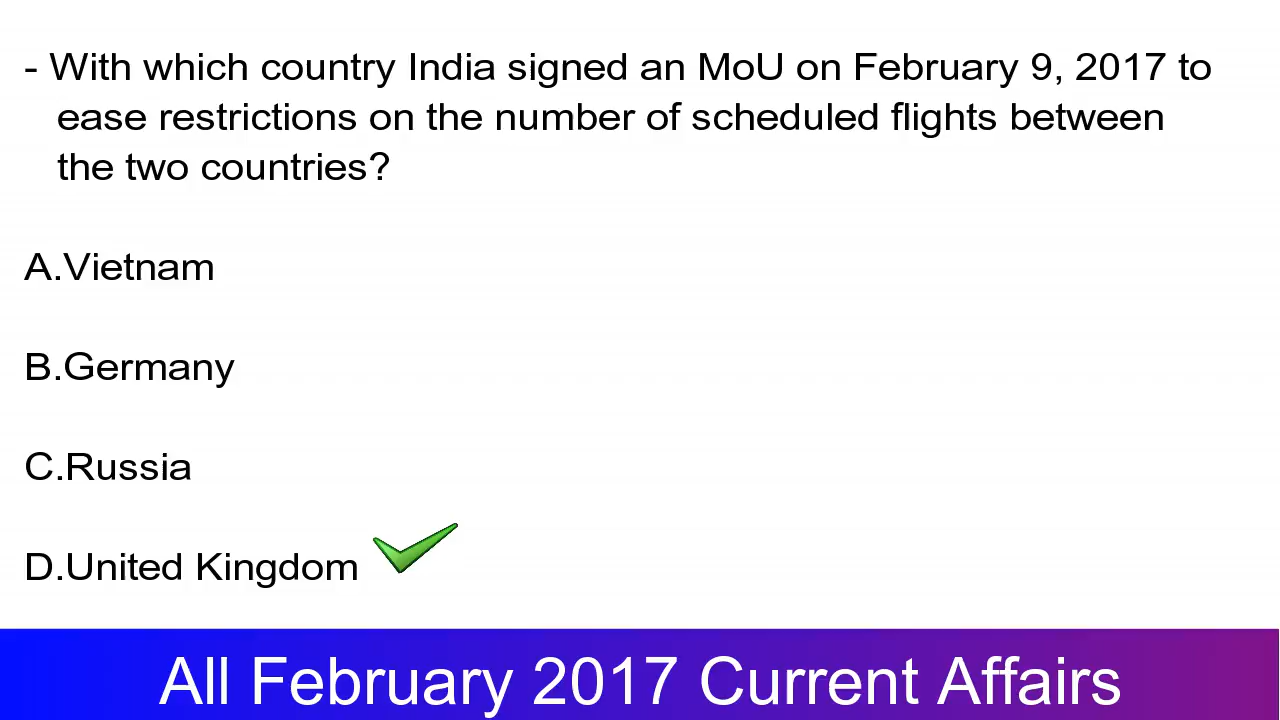 - With which country India signed an MoU on February 9, 2017 to
ease restrictions on the number of scheduled flights between
the two countries?
A.Vietnam
B.Germany
C.Russia
D.United Kingdom
All February 2017 Current Affairs